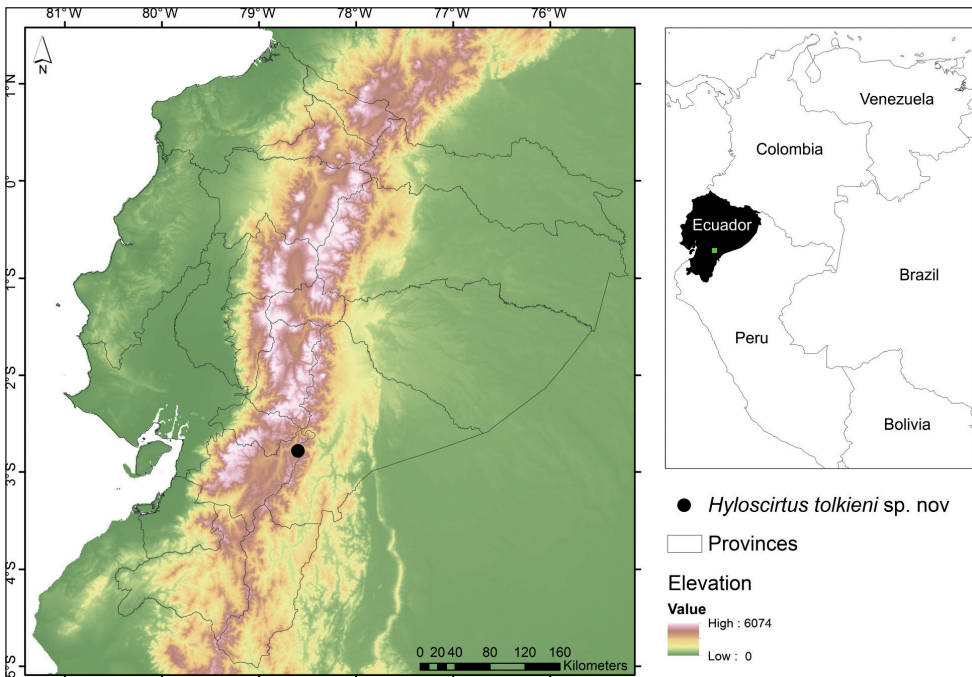 81°W 80°W 79°W 78°W 77°W 76°W
N
1°N
0°
1°S
2°S
3°S
4°S
5°S
0 20 40 80 120 160
Kilometers
Venezuela
Colombia
Ecuador
Brazil
Peru
Bolivia
Hyloscirtus tolkieni sp. nov
Provinces
Elevation
Value
High : 6074
Low : 0